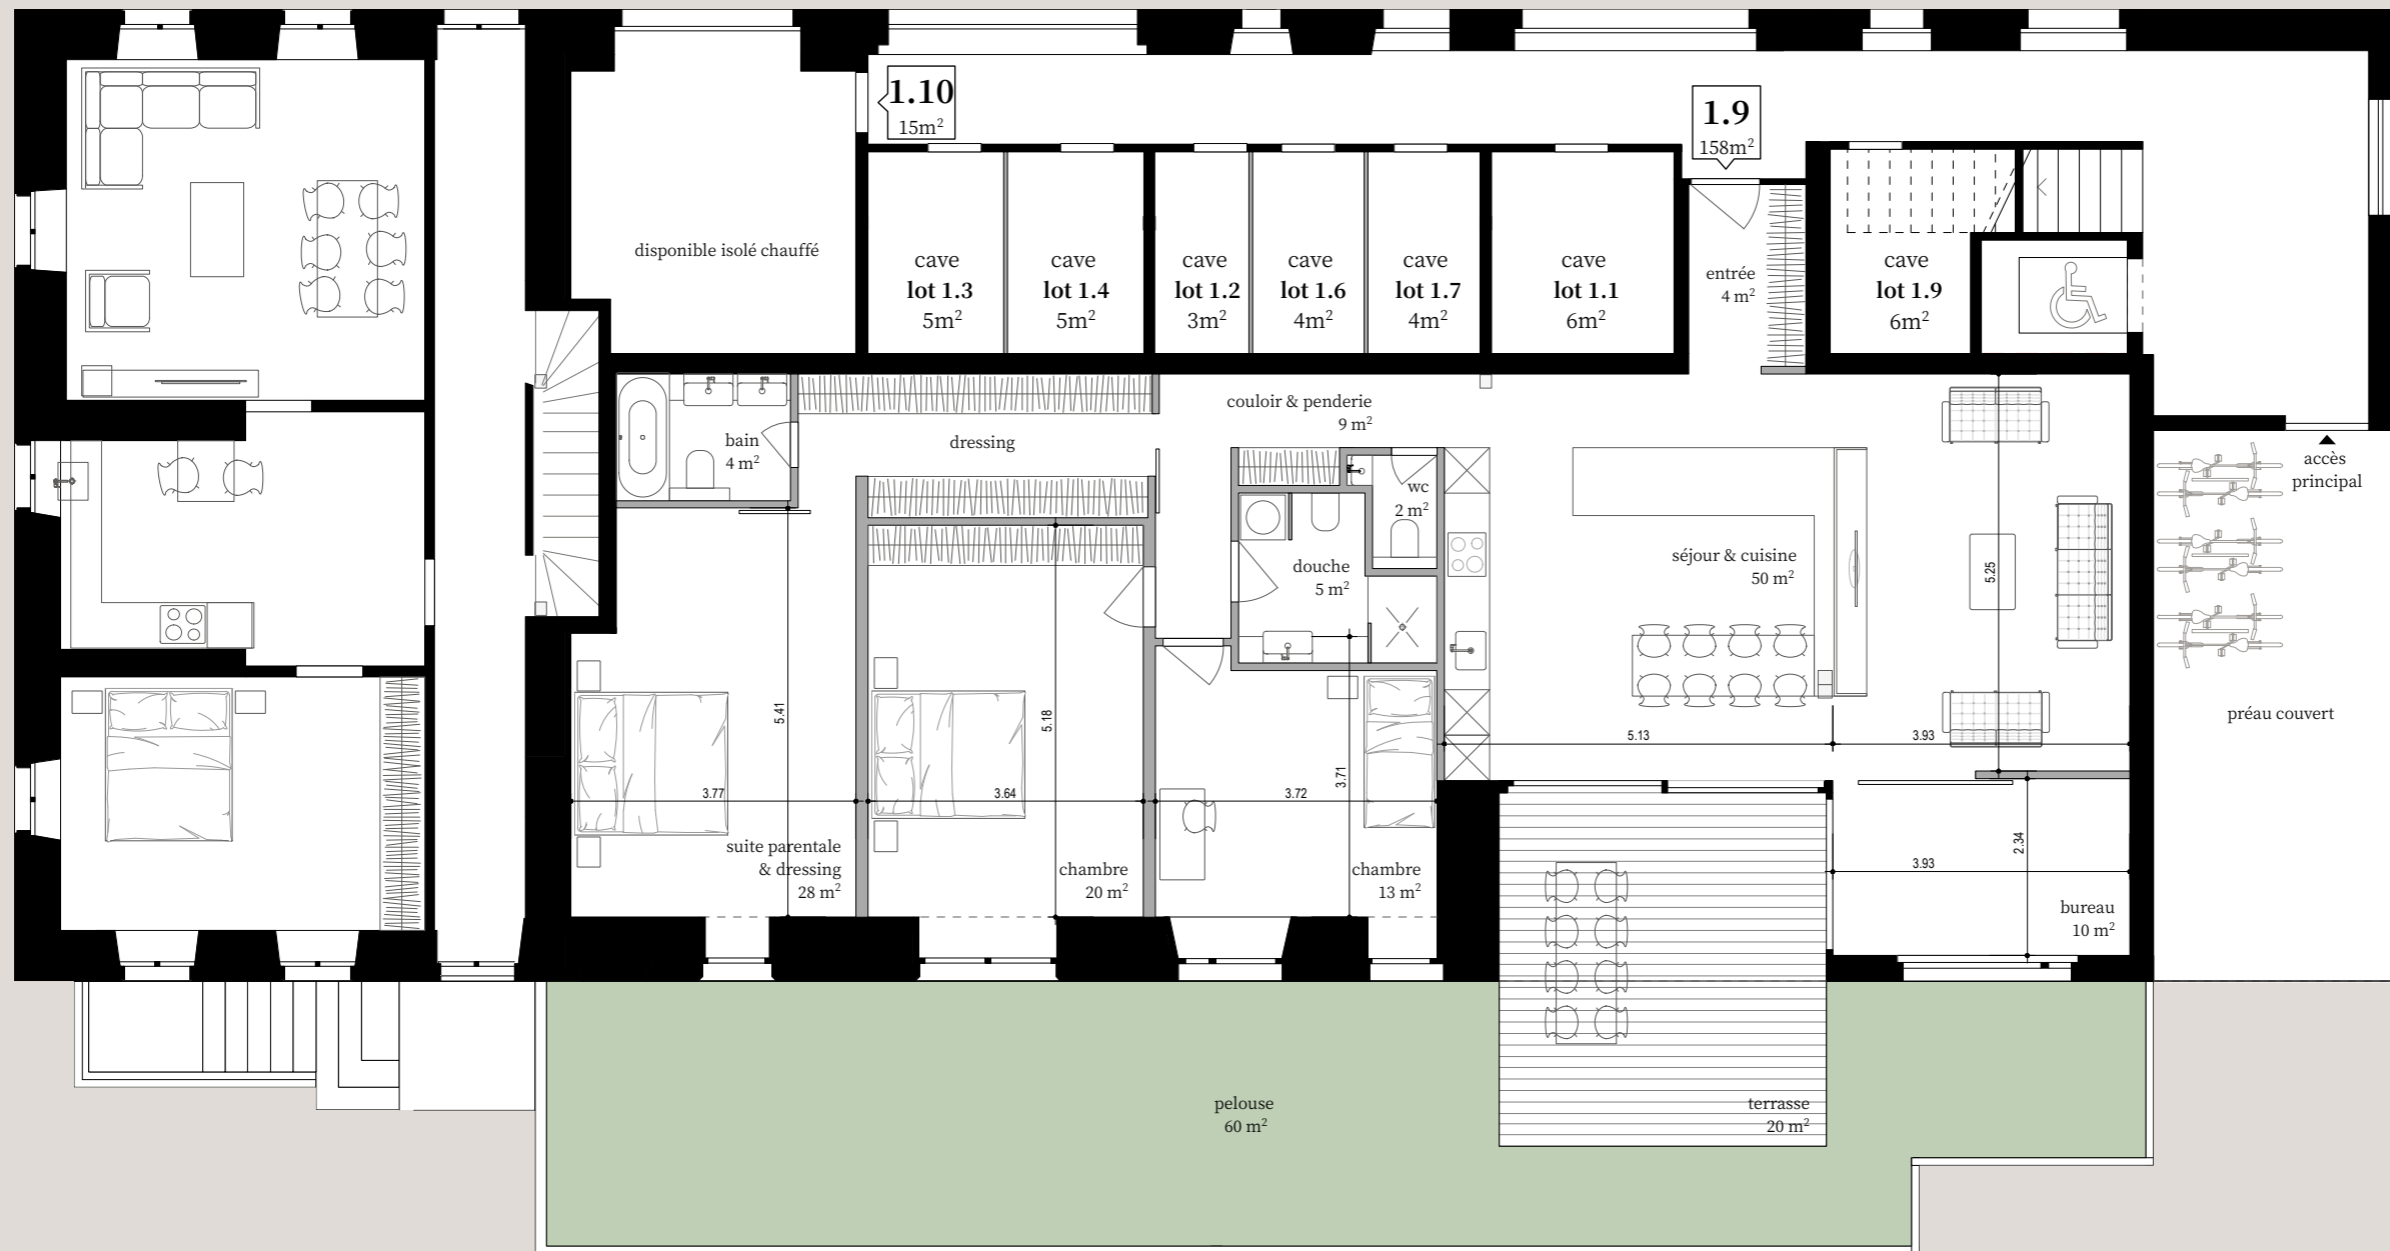 1.10
15m²
1.9
158m²
disponible isolé chauffé
cave
lot 1.3
5m²
cave
lot 1.4
5m²
cave
lot 1.2
3m²
cave
lot 1.6
4m²
cave
lot 1.7
4m²
cave
lot 1.1
6m²
entrée
4 m²
cave
lot 1.9
6m²
bain
4 m²
dressing
couloir & penderie
9 m²
wc
2 m²
douche
5 m²
séjour & cuisine
50 m²
5.25
accès
principal
préau couvert
5.41
5.18
3.71
5.13
3.93
3.77
3.64
3.72
suite parentale
& dressing
28 m²
chambre
20 m²
chambre
13 m²
2.34
3.93
bureau
10 m²
pelouse
60 m²
terrasse
20 m²